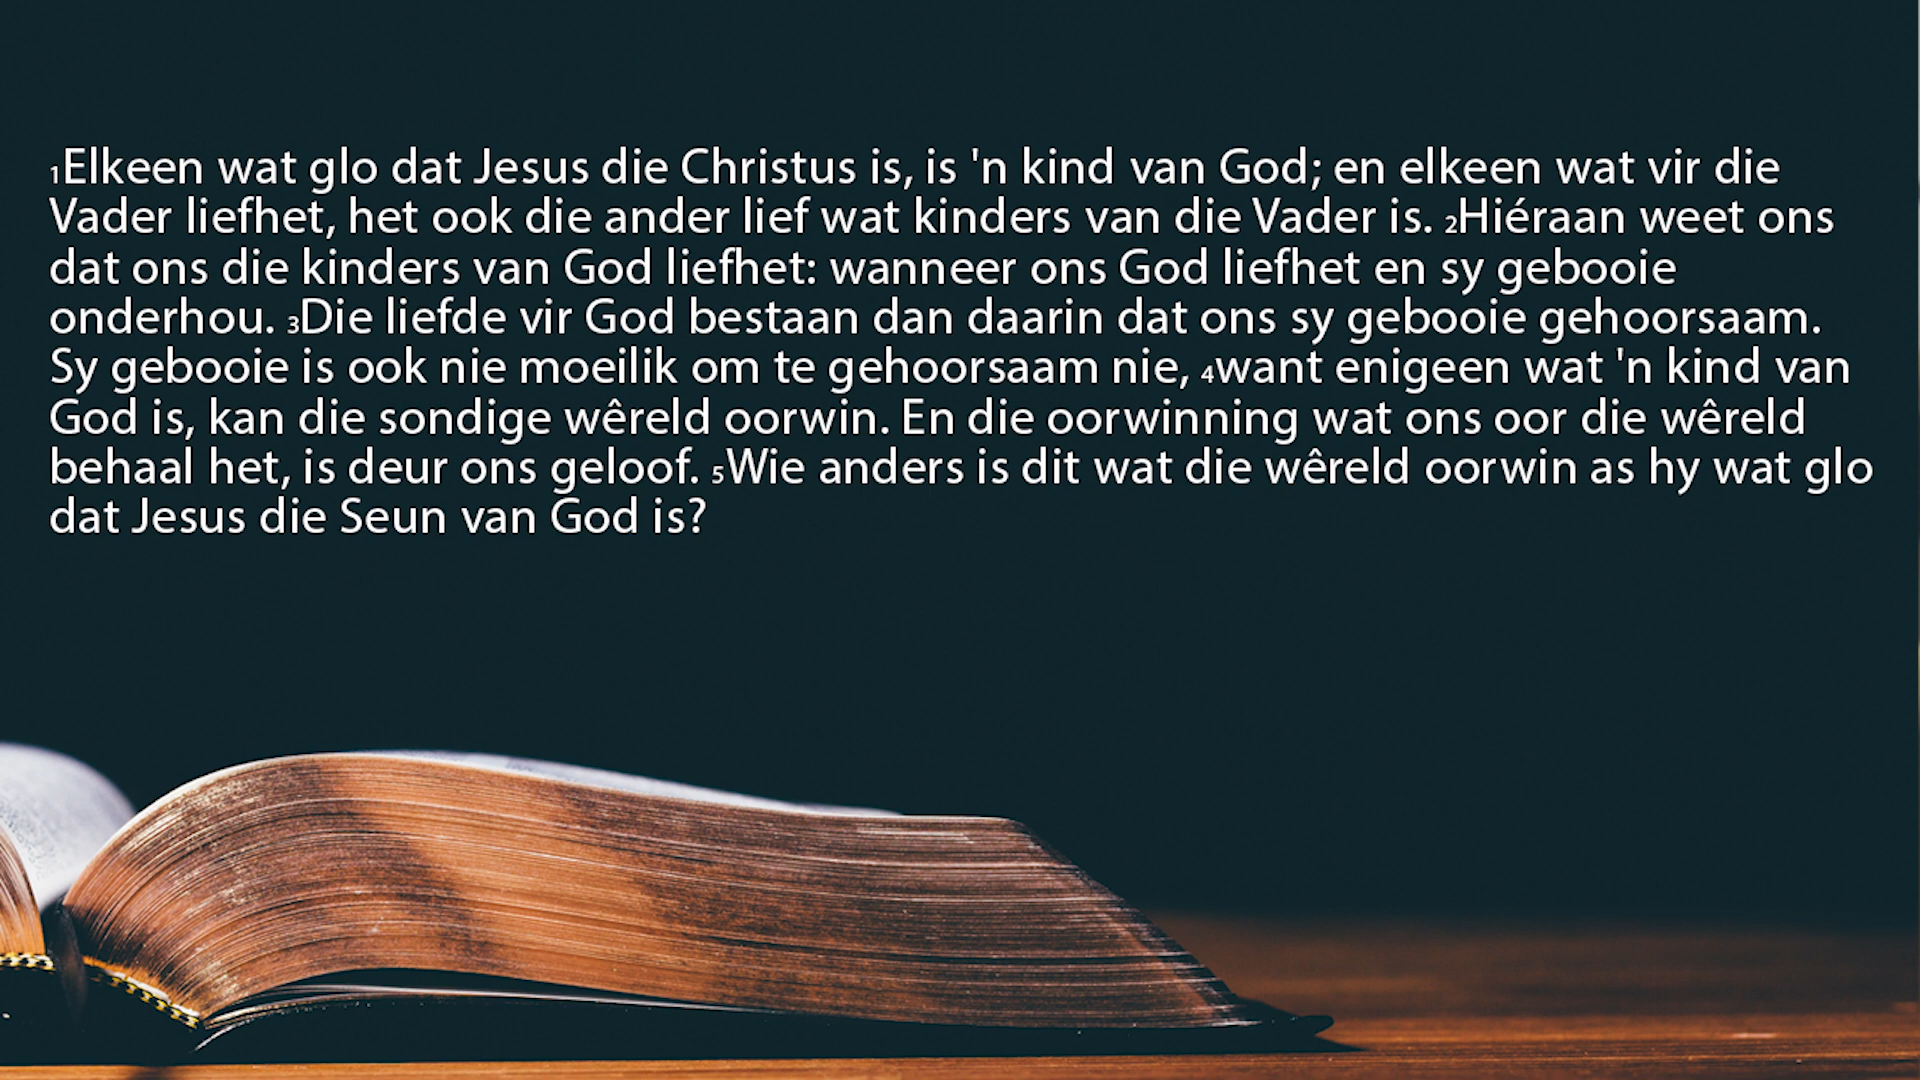 1Elkeen wat glo dat Jesus die Christus is, is 'n kind van God; en elkeen wat vir die
Vader liefhet, het ook die ander lief wat kinders van die Vader is. 2Hiéraan weet ons
dat ons die kinders van God liefhet: wanneer ons God liefhet en sy gebooie
onderhou. 3Die liefde vir God bestaan dan daarin dat ons sy gebooie gehoorsaam.
Sy gebooie is ook nie moeilik om te gehoorsaam nie, 4want enigeen wat 'n kind van
God is, kan die sondige wêreld oorwin. En die oorwinning wat ons oor die wêreld
behaal het, is deur ons geloof. 5Wie anders is dit wat die wêreld oorwin as hy wat glo
dat Jesus die Seun van God is?